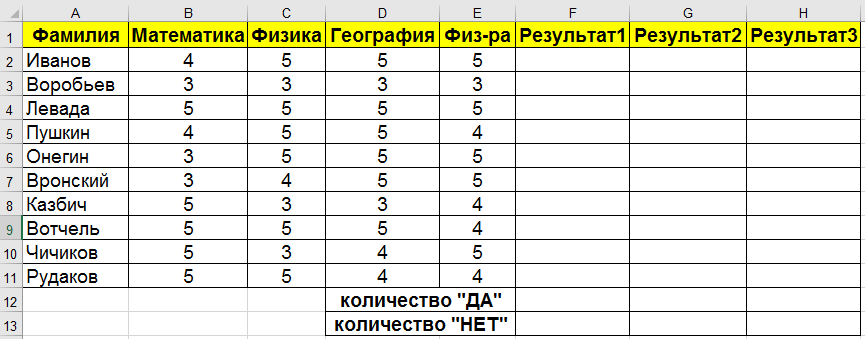 A B C D E F G H
1 Фамилия Математика Физика География Физ-ра Результат1 Результат2 Результат3
2 Иванов 4 5 5 5
3 Воробьев 3 3 3 3
4 Левада 5 5 5 5
5 Пушкин 4 5 5 4
6 Онегин 3 5 5 5
7 Вронский 3 4 5 5
8 Казбич 5 3 3 4
9 Вотчель 5 5 5 4
10 Чичиков 5 3 4 5
11 Рудаков 5 5 4 4
12 количество "ДА"
13 количество "НЕТ"